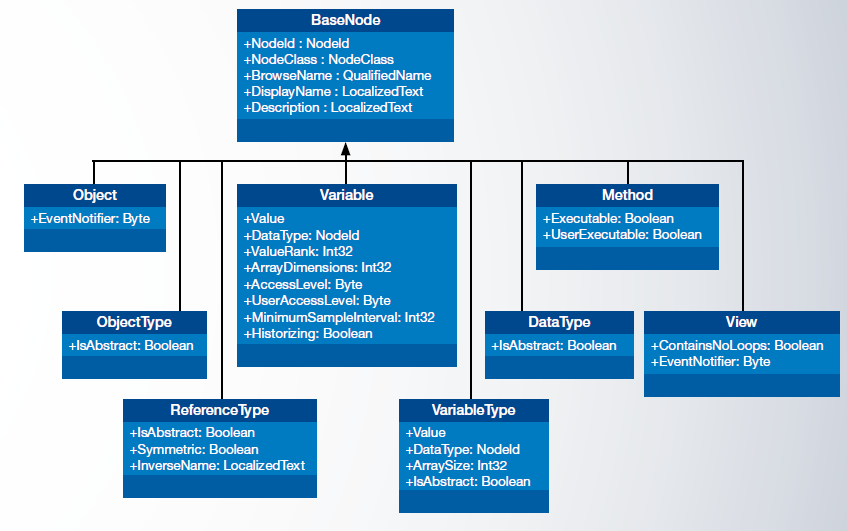 BaseNode
+NodeId : NodeId
+NodeClass : NodeClass
+BrowseName : QualifiedName
+DisplayName : LocalizedText
+Description : LocalizedText
Object
+EventNotifier: Byte
Variable
+Value
+DataType: NodeId
+ValueRank: Int32
+ArrayDimensions: Int32
+AccessLevel: Byte
+UserAccessLevel: Byte
+MinimumSampleInterval: Int32
+Historizing: Boolean
Method
+Executable: Boolean
+UserExecutable: Boolean
ObjectType
+IsAbstract: Boolean
DataType
+IsAbstract: Boolean
View
+ContainsNoLoops: Boolean
+EventNotifier: Byte
ReferenceType
+IsAbstract: Boolean
+Symmetric: Boolean
+InverseName: LocalizedText
VariableType
+Value
+DataType: NodeId
+ArraySize: Int32
+IsAbstract: Boolean